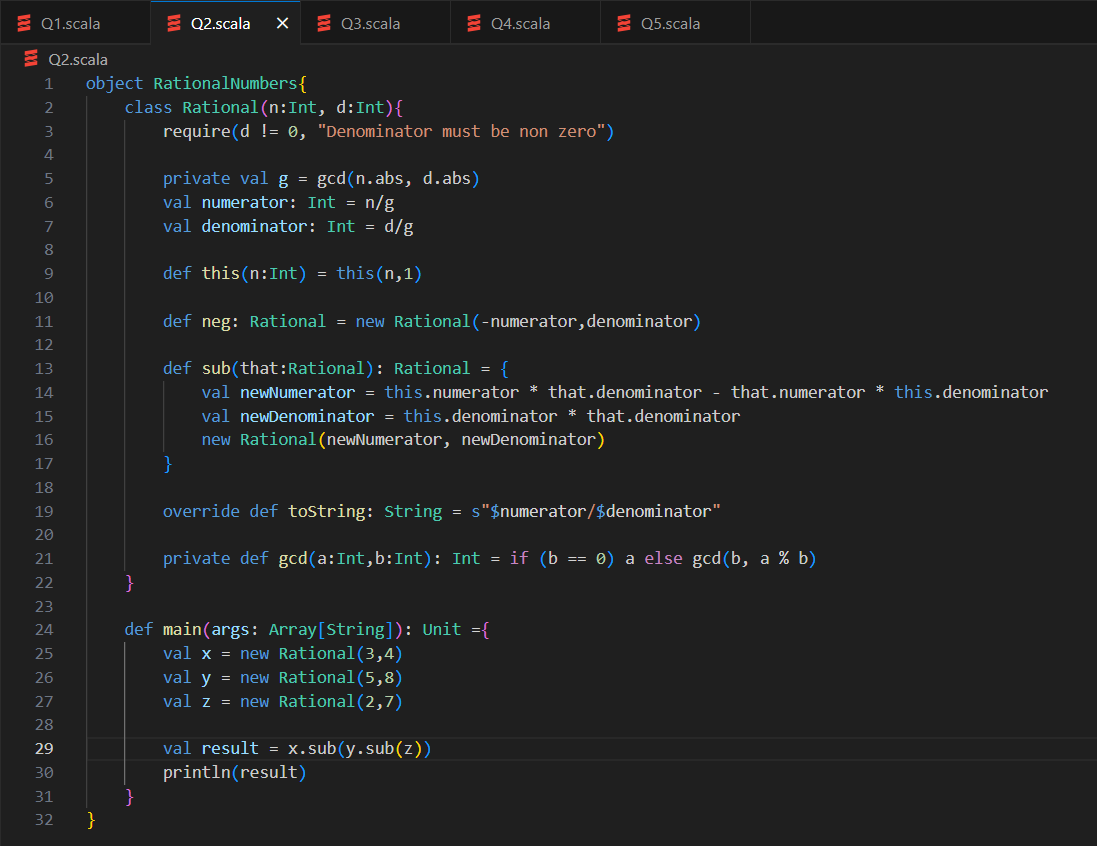 Q1.scala Q2.scala × Q3.scala Q4.scala Q5.scala
Q2.scala
1 object RationalNumbers{
2     class Rational(n:Int, d:Int){
3         require(d != 0, "Denominator must be non zero")
4
5         private val g = gcd(n.abs, d.abs)
6         val numerator: Int = n/g
7         val denominator: Int = d/g
8
9         def this(n:Int) = this(n,1)
10
11         def neg: Rational = new Rational(-numerator,denominator)
12
13         def sub(that:Rational): Rational = {
14             val newNumerator = this.numerator * that.denominator - that.numerator * this.denominator
15             val newDenominator = this.denominator * that.denominator
16             new Rational(newNumerator, newDenominator)
17         }
18
19         override def toString: String = s"$numerator/$denominator"
20
21         private def gcd(a:Int,b:Int): Int = if (b == 0) a else gcd(b, a % b)
22     }
23
24     def main(args: Array[String]): Unit ={
25         val x = new Rational(3,4)
26         val y = new Rational(5,8)
27         val z = new Rational(2,7)
28
29         val result = x.sub(y.sub(z))
30         println(result)
31     }
32 }